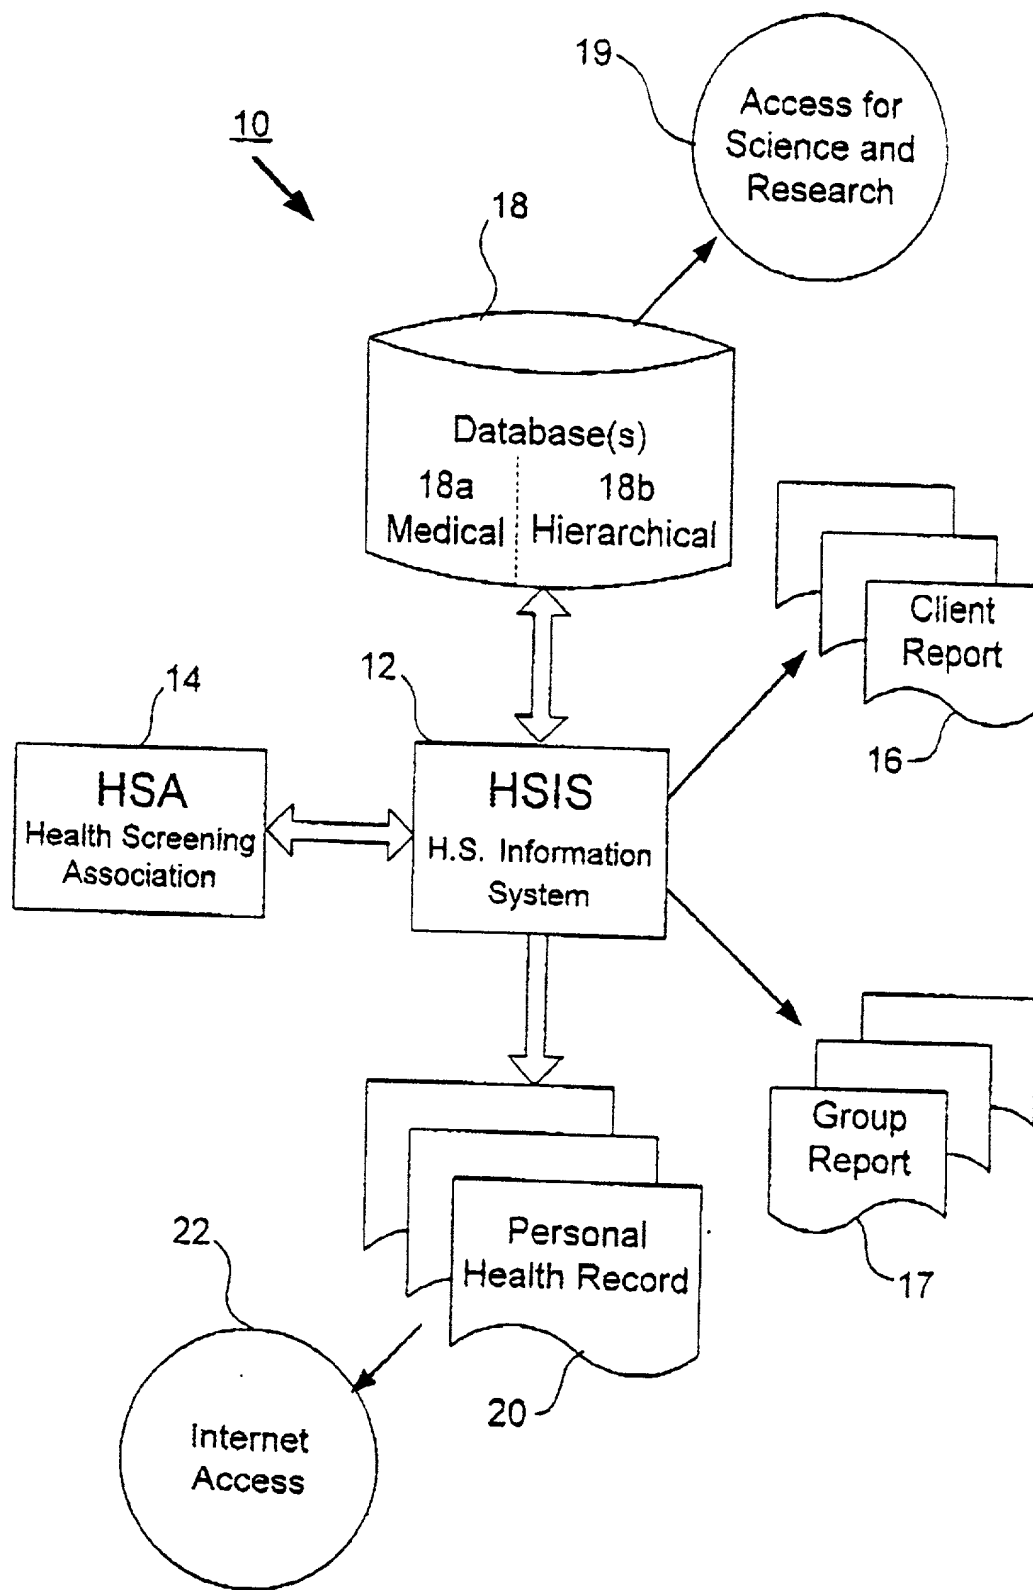 19
Access for
Science and
Research
10
18
Database(s)
18a
Medical
18b
Hierarchical
Client
Report
16
14
HSA
Health Screening
Association
12
HSIS
H.S. Information
System
Group
Report
17
Personal
Health Record
20
22
Internet
Access